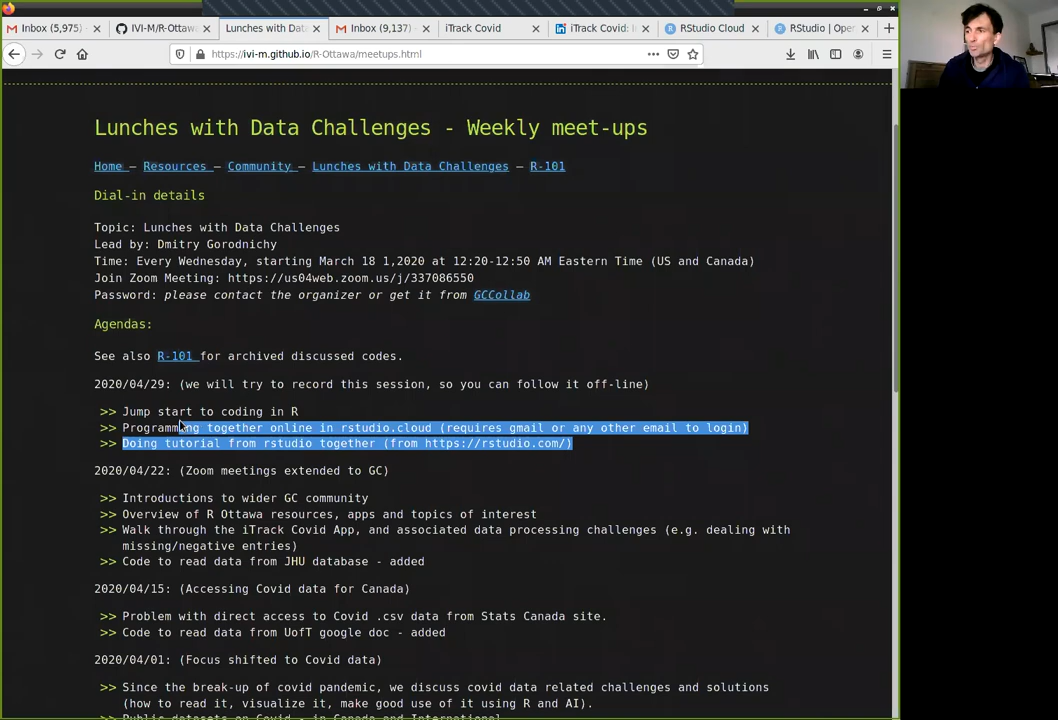 Inbox (5,975)
IVI-M/R-Ottawa
Lunches with Data
Inbox (9,137)
iTrack Covid
iTrack Covid:
RStudio Cloud
RStudio | Open
https://ivi-m.github.io/R-Ottawa/meetups.html
Lunches with Data Challenges - Weekly meet-ups
Home – Resources – Community – Lunches with Data Challenges – R-101
Dial-in details
Topic: Lunches with Data Challenges
Lead by: Dmitry Gorodnichy
Time: Every Wednesday, starting March 18 1,2020 at 12:20-12:50 AM Eastern Time (US and Canada)
Join Zoom Meeting: https://us04web.zoom.us/j/337086550
Password: please contact the organizer or get it from GCCollab
Agendas:
See also R-101 for archived discussed codes.
2020/04/29: (we will try to record this session, so you can follow it off-line)
>> Jump start to coding in R
>> Programming together online in rstudio.cloud (requires gmail or any other email to login)
>> Doing tutorial from rstudio together (from https://rstudio.com/)
2020/04/22: (Zoom meetings extended to GC)
>> Introductions to wider GC community
>> Overview of R Ottawa resources, apps and topics of interest
>> Walk through the iTrack Covid App, and associated data processing challenges (e.g. dealing with
missing/negative entries)
>> Code to read data from JHU database - added
2020/04/15: (Accessing Covid data for Canada)
>> Problem with direct access to Covid .csv data from Stats Canada site.
>> Code to read data from UofT google doc - added
2020/04/01: (Focus shifted to Covid data)
>> Since the break-up of covid pandemic, we discuss covid data related challenges and solutions
(how to read it, visualize it, make good use of it using R and AI).
>> Public datasets on Covid - in Canada and International